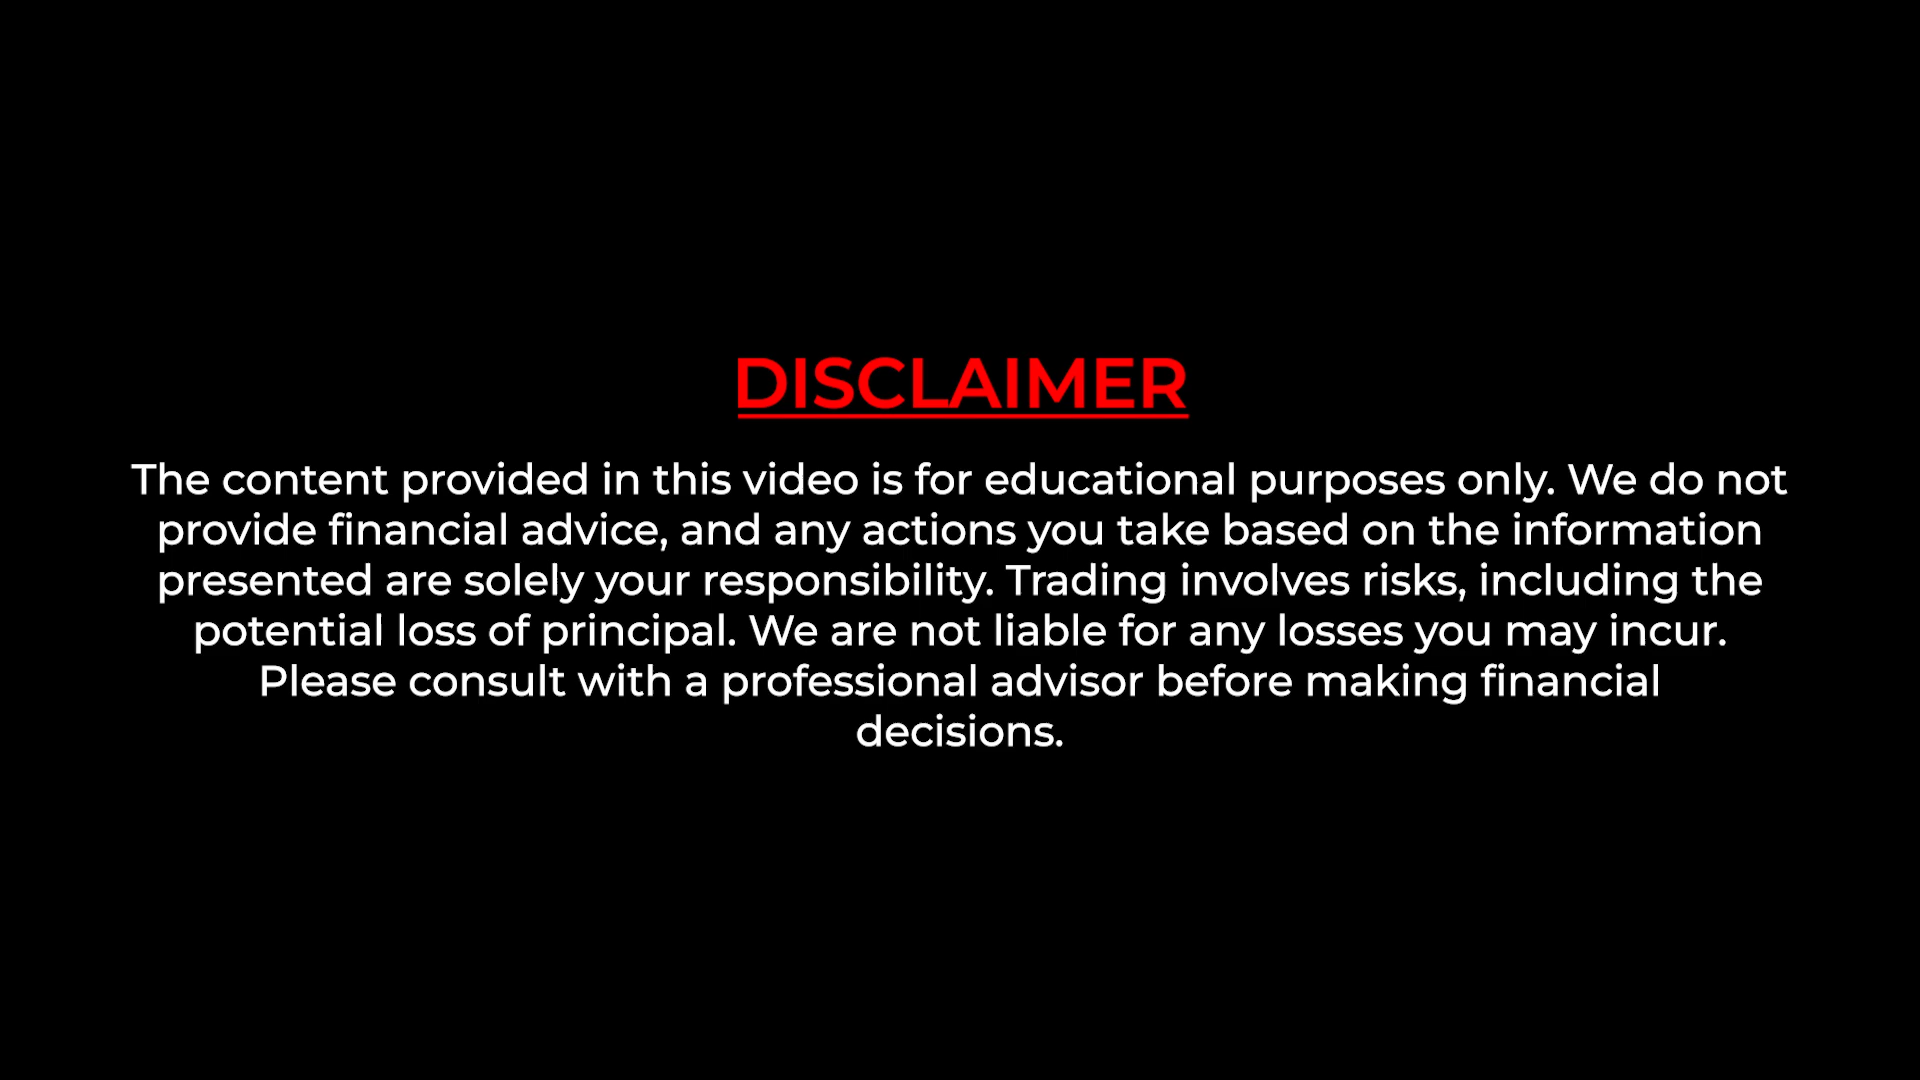 DISCLAIMER
The content provided in this video is for educational purposes only. We do not
provide financial advice, and any actions you take based on the information
presented are solely your responsibility. Trading involves risks, including the
potential loss of principal. We are not liable for any losses you may incur.
Please consult with a professional advisor before making financial
decisions.